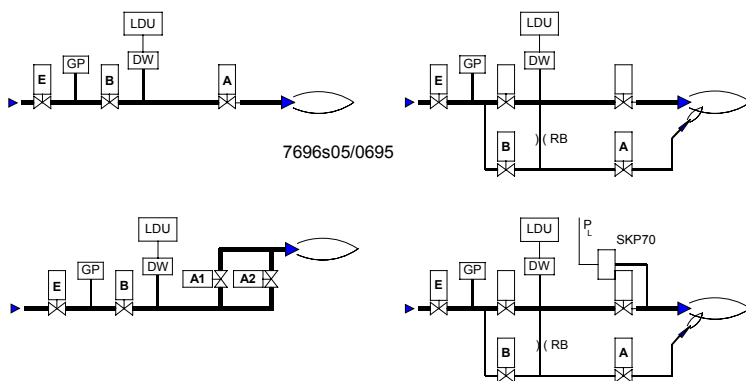 LDU
GP
DW
E
B
A
LDU
GP
DW
E
B
) ( RB
A
7696s05/0695
LDU
GP
DW
A1
A2
E
B
LDU
P
L
SKP70
GP
DW
E
B
) ( RB
A